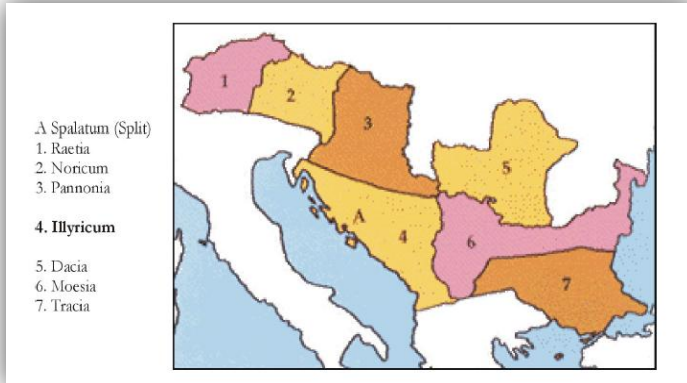 A Spalatum (Split)
1. Raetia
2. Noricum
3. Pannonia
4. Illyricum
5. Dacia
6. Moesia
7. Tracia
1
2
3
5
A
4
6
7